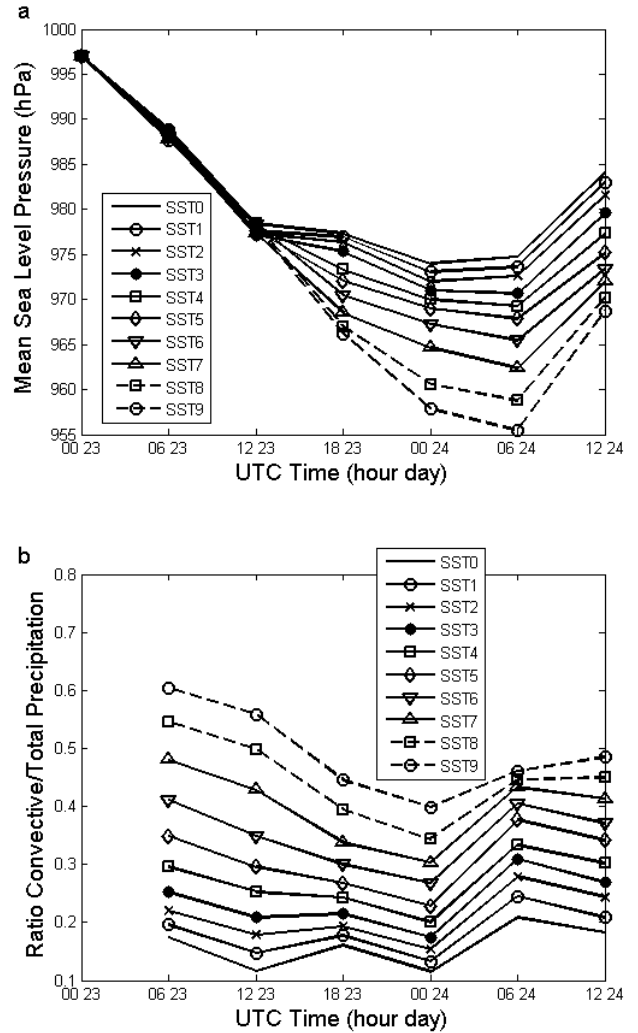 a
1000
995
990
985
980
975
970
965
960
955
Mean Sea Level Pressure (hPa)
SST0
SST1
SST2
SST3
SST4
SST5
SST6
SST7
SST8
SST9
00 23
06 23
12 23
18 23
00 24
06 24
12 24
UTC Time (hour day)
b
0.8
0.7
0.6
0.5
0.4
0.3
0.2
0.1
Ratio Convective/Total Precipitation
SST0
SST1
SST2
SST3
SST4
SST5
SST6
SST7
SST8
SST9
00 23
06 23
12 23
18 23
00 24
06 24
12 24
UTC Time (hour day)